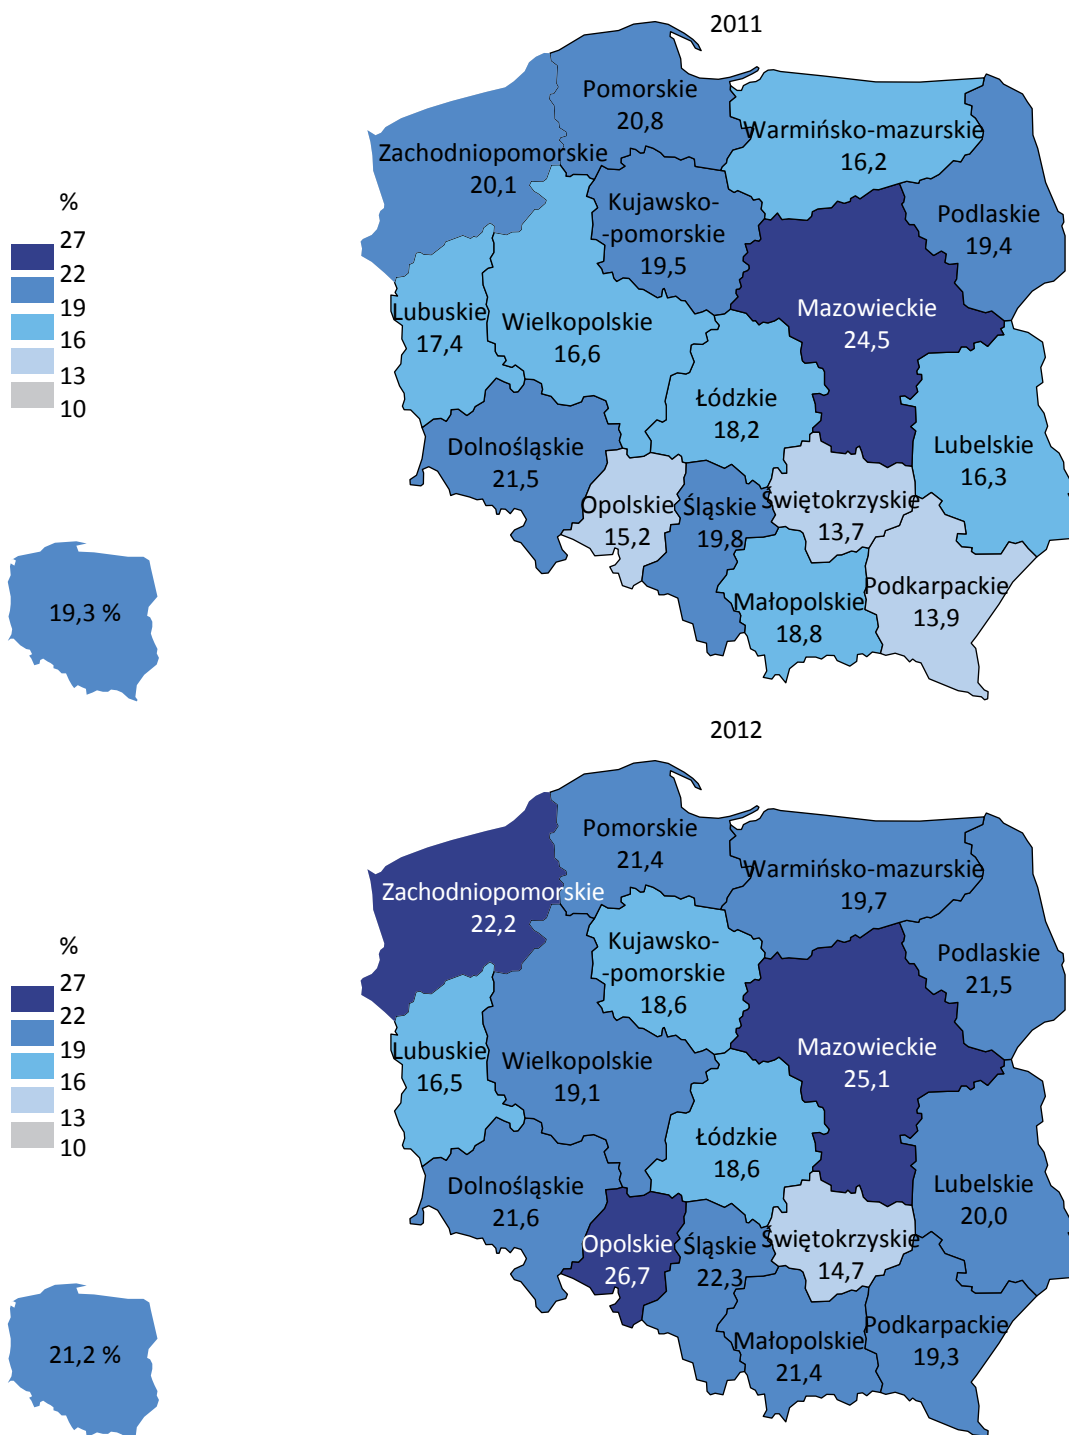 2011
Pomorskie
20,8
Warmińsko-mazurskie
16,2
Zachodniopomorskie
20,1
Kujawsko-
-pomorskie
19,5
Podlaskie
19,4
%
27
22
19
16
13
10
Lubuskie
17,4
Wielkopolskie
16,6
Mazowieckie
24,5
Łódzkie
18,2
Dolnośląskie
21,5
Lubelskie
16,3
Opolskie
15,2
Śląskie
19,8
Świętokrzyskie
13,7
Podkarpackie
13,9
Małopolskie
18,8
19,3 %
2012
Pomorskie
21,4
Warmińsko-mazurskie
19,7
Zachodniopomorskie
22,2
Kujawsko-
-pomorskie
18,6
Podlaskie
21,5
%
27
22
19
16
13
10
Lubuskie
16,5
Wielkopolskie
19,1
Mazowieckie
25,1
Łódzkie
18,6
Dolnośląskie
21,6
Lubelskie
20,0
Opolskie
26,7
Śląskie
22,3
Świętokrzyskie
14,7
Podkarpackie
19,3
Małopolskie
21,4
21,2 %